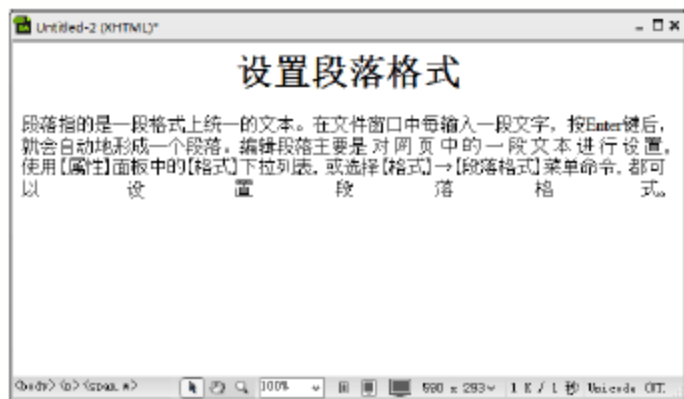 Untitled-2 (XHTML)*
设置段落格式
段落指的是一段格式上统一的文本。在文件窗口中每输入一段文字，按Enter键后，
就会自动地形成一个段落。编辑段落主要是对网页中的一段文本进行设置。
使用【属性】面板中的【格式】下拉列表，或选择【格式】→【段落格式】菜单命令，都可
以设置段落格式。
<body> <p> <span. a>
100%
590 x 293 1 K / 1 秒 Unicode (UT.